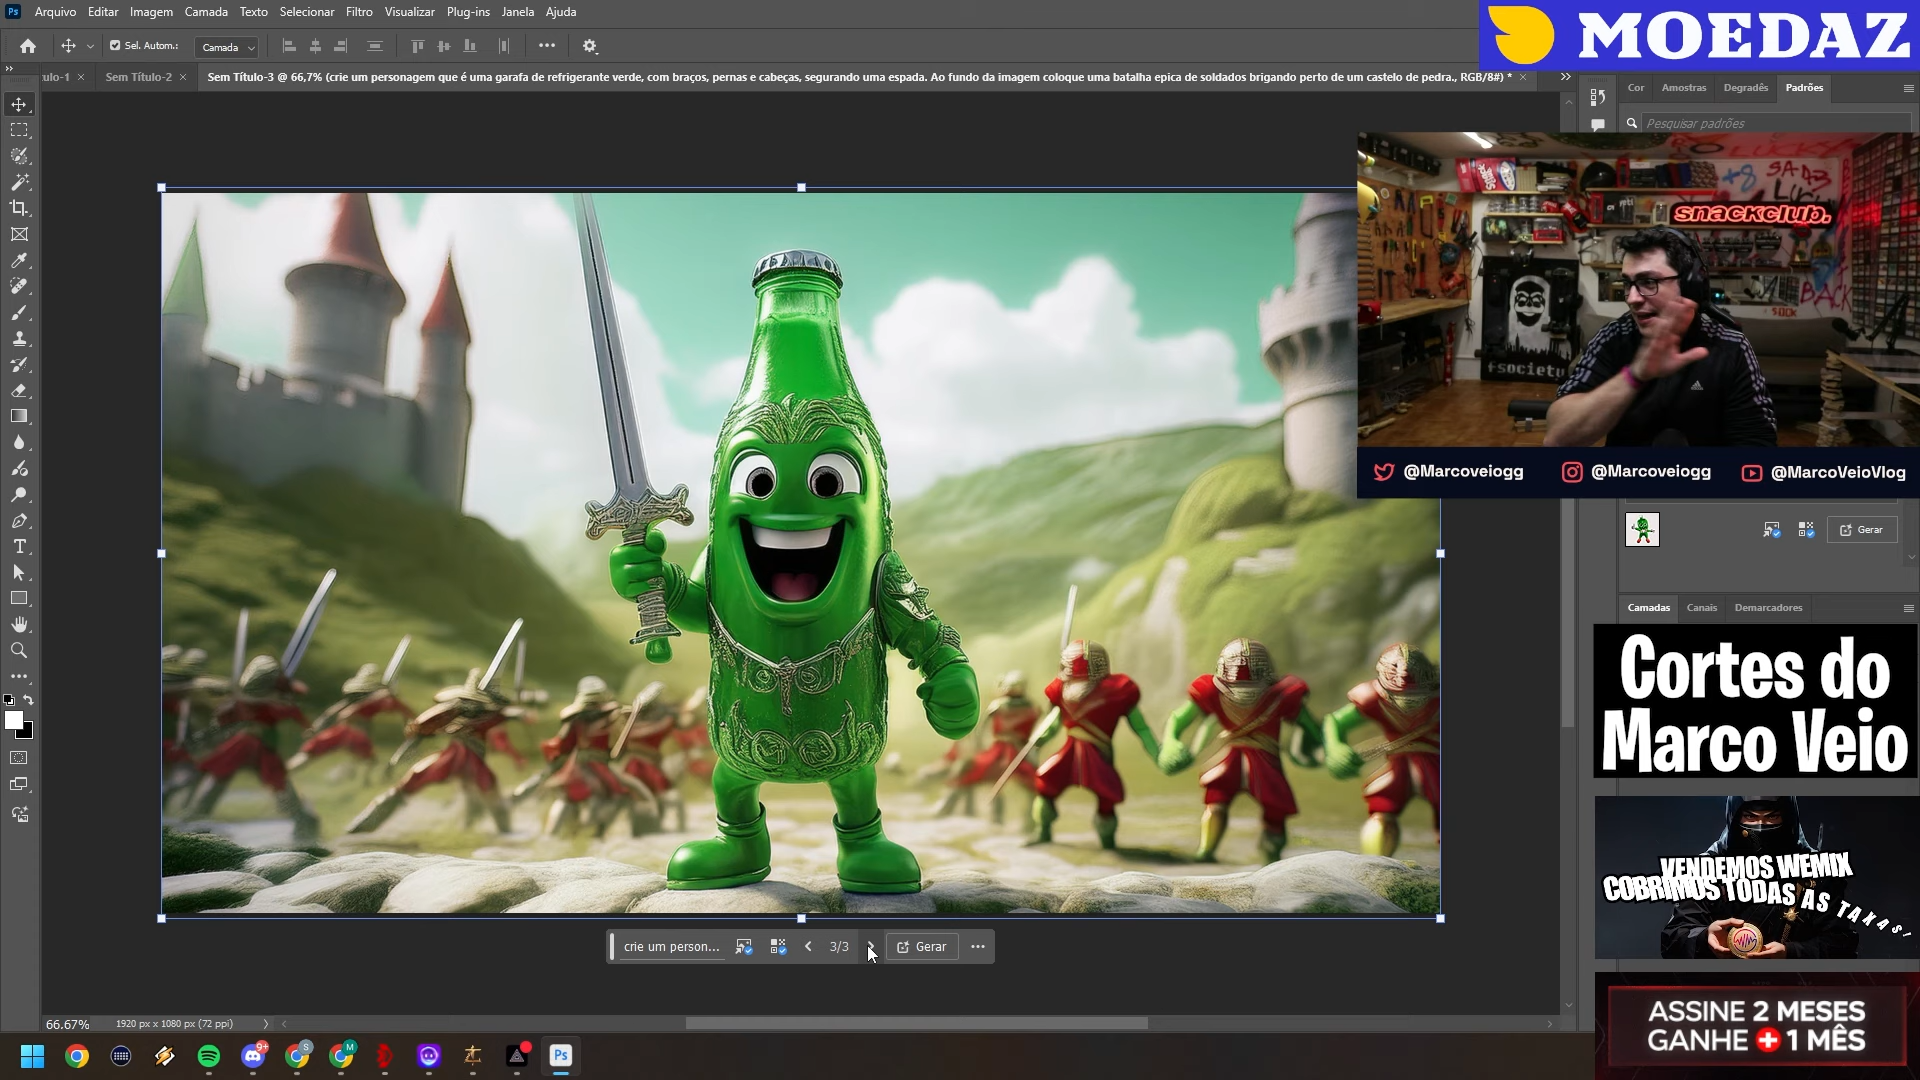 Ps Arquivo Editar Imagem Camada Texto Selecionar Filtro Visualizar Plug-ins Janela Ajuda
MOEDAZ
Sel. Autom.: Camada
ulo-1 × Sem Título-2 × Sem Título-3 @ 66,7% (crie um personagem que é uma garafa de refrigerante verde, com braços, pernas e cabeças, segurando uma espada. Ao fundo da imagem coloque uma batalha epica de soldados brigando perto de um castelo de pedra., RGB/8#) * ×
Cor Amostras Degradês Padrões
Pesquisar padrões
snackclub.
fsociety
@Marcoveiogg @Marcoveiogg @MarcoVeioVlog
Gerar
Camadas Canais Demarcadores
Cortes do
Marco Veio
VENDEMOS WEMIX
COBRIMOS TODAS AS TAXAS!
crie um person... 3/3 Gerar
ASSINE 2 MESES
GANHE + 1 MÊS
66.67% 1920 px x 1080 px (72 ppi)
9+ S M Ps